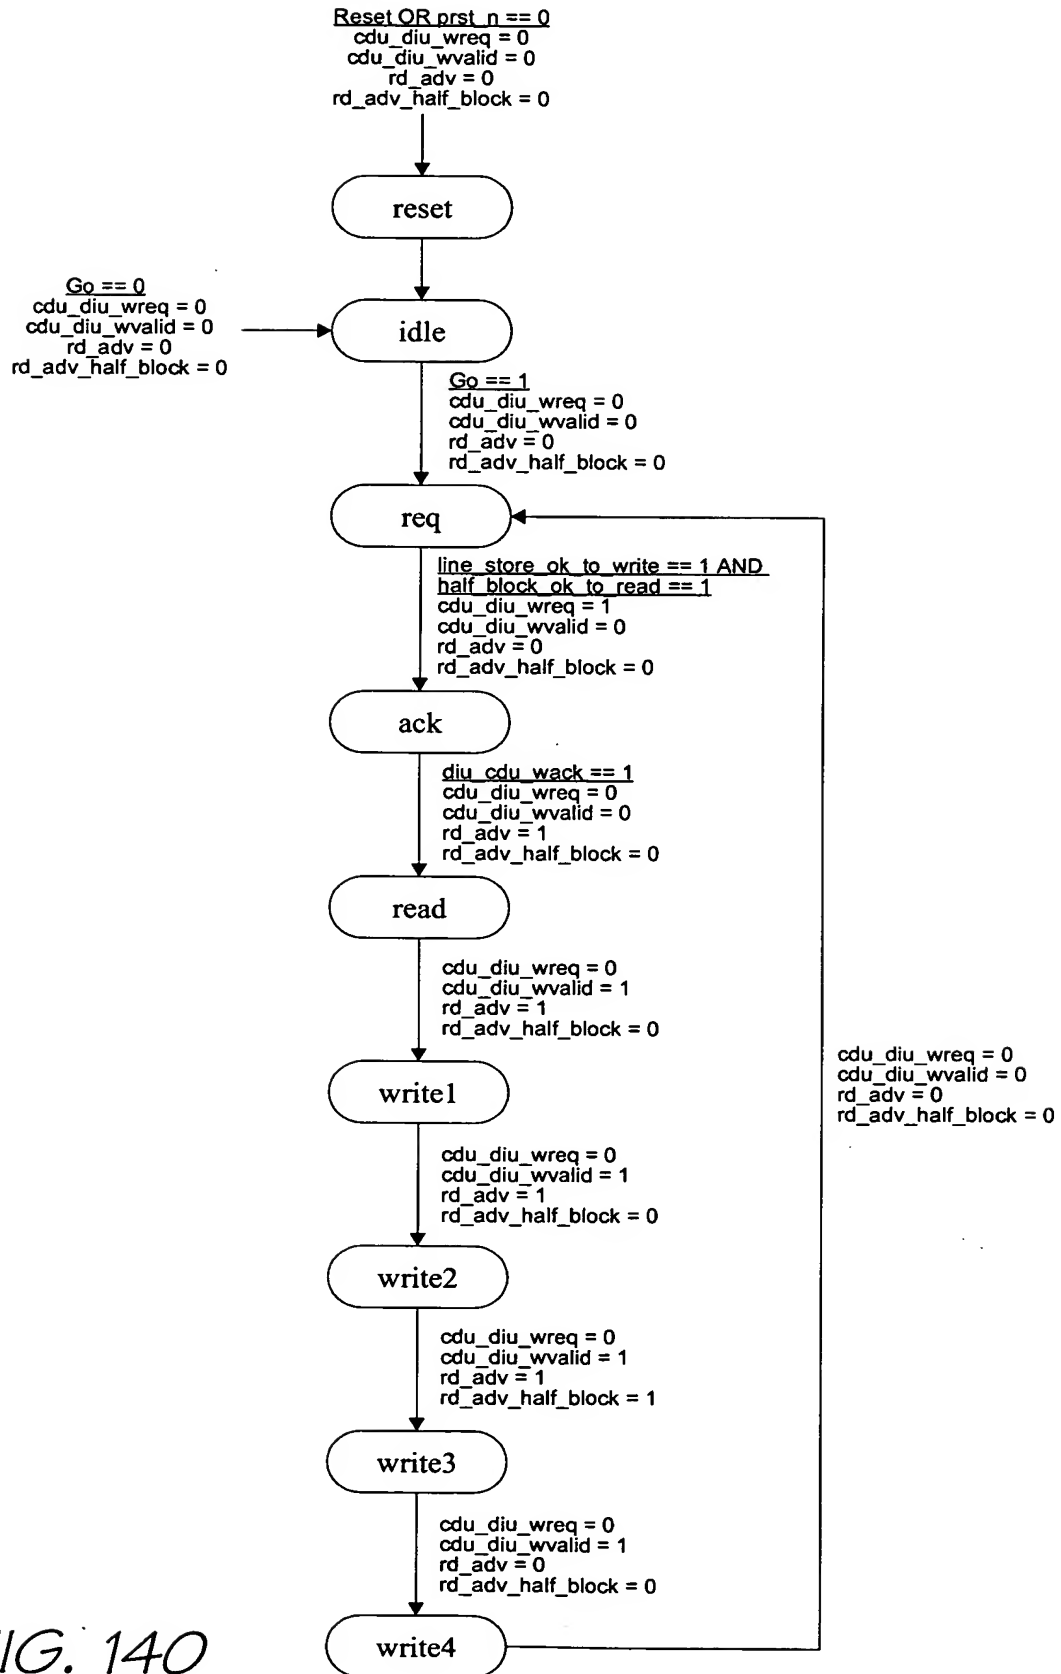 Reset OR prst_n == 0
cdu_diu_wreq = 0
cdu_diu_wvalid = 0
rd_adv = 0
rd_adv_half_block = 0
reset
Go == 0
cdu_diu_wreq = 0
cdu_diu_wvalid = 0
rd_adv = 0
rd_adv_half_block = 0
idle
Go == 1
cdu_diu_wreq = 0
cdu_diu_wvalid = 0
rd_adv = 0
rd_adv_half_block = 0
req
line_store_ok_to_write == 1 AND
half_block_ok_to_read == 1
cdu_diu_wreq = 1
cdu_diu_wvalid = 0
rd_adv = 0
rd_adv_half_block = 0
ack
diu_cdu_wack == 1
cdu_diu_wreq = 0
cdu_diu_wvalid = 0
rd_adv = 1
rd_adv_half_block = 0
read
cdu_diu_wreq = 0
cdu_diu_wvalid = 1
rd_adv = 1
rd_adv_half_block = 0
cdu_diu_wreq = 0
cdu_diu_wvalid = 0
rd_adv = 0
rd_adv_half_block = 0
write1
cdu_diu_wreq = 0
cdu_diu_wvalid = 1
rd_adv = 1
rd_adv_half_block = 0
write2
cdu_diu_wreq = 0
cdu_diu_wvalid = 1
rd_adv = 1
rd_adv_half_block = 1
write3
cdu_diu_wreq = 0
cdu_diu_wvalid = 1
rd_adv = 0
rd_adv_half_block = 0
write4
IG. 140